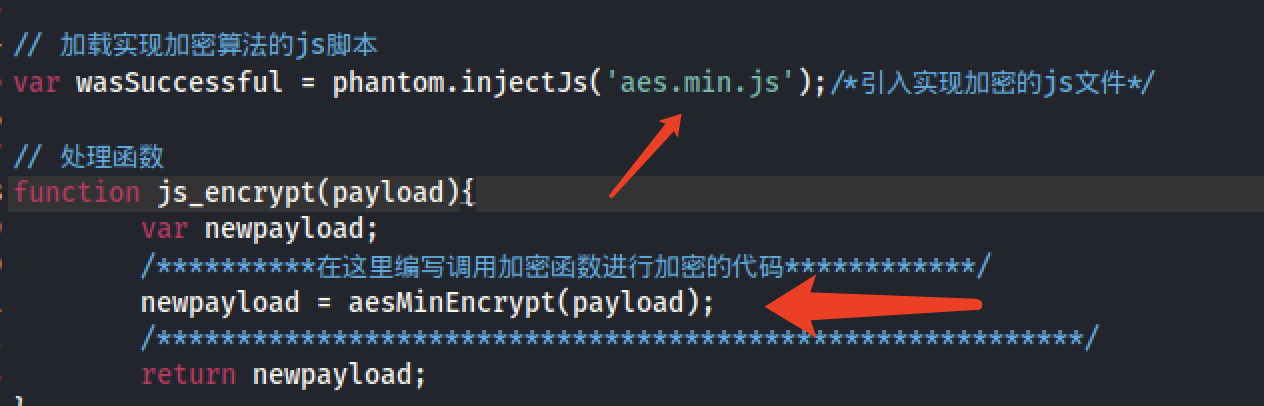 // 加载实现加密算法的js脚本
var wasSuccessful = phantom.injectJs('aes.min.js');/*引入实现加密的js文件*/
// 处理函数
function js_encrypt(payload){
var newpayload;
/**********在这里编写调用加密函数进行加密的代码************/
newpayload = aesMinEncrypt(payload);
/**********************************************************/
return newpayload;
}